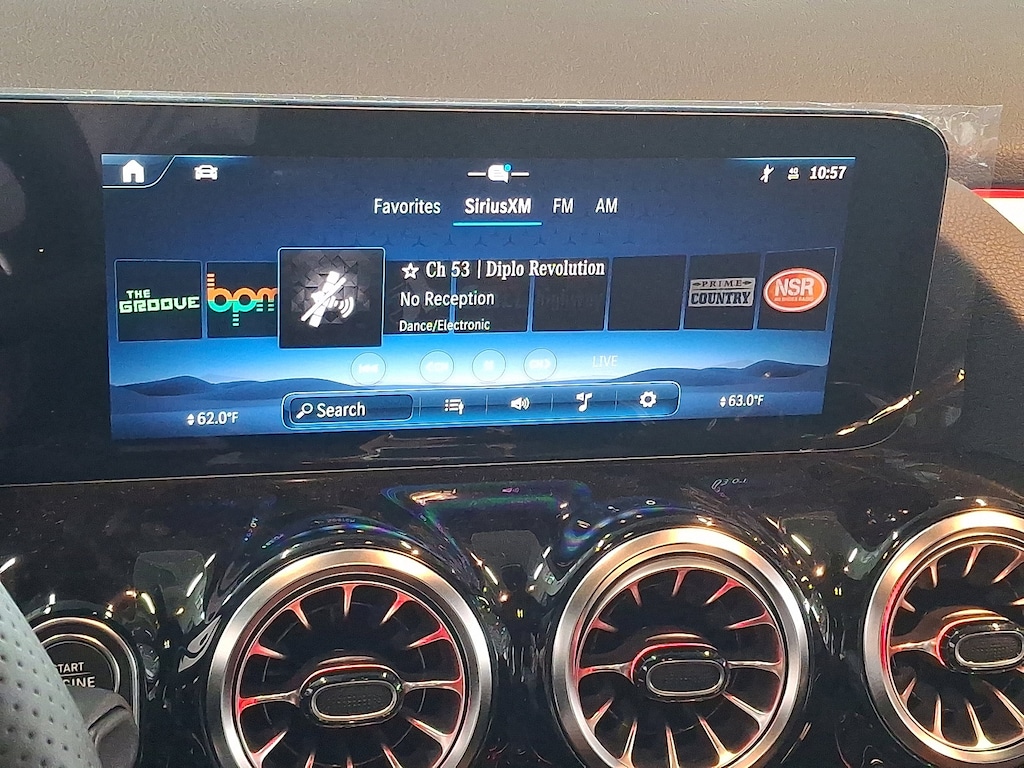 4G
10:57
Favorites SiriusXM FM AM
THE
GROOVE
bpm
Ch 53 | Diplo Revolution
No Reception
Dance/Electronic
PRIME
COUNTRY
NSR
LIVE
62.0°F
Search
63.0°F
START